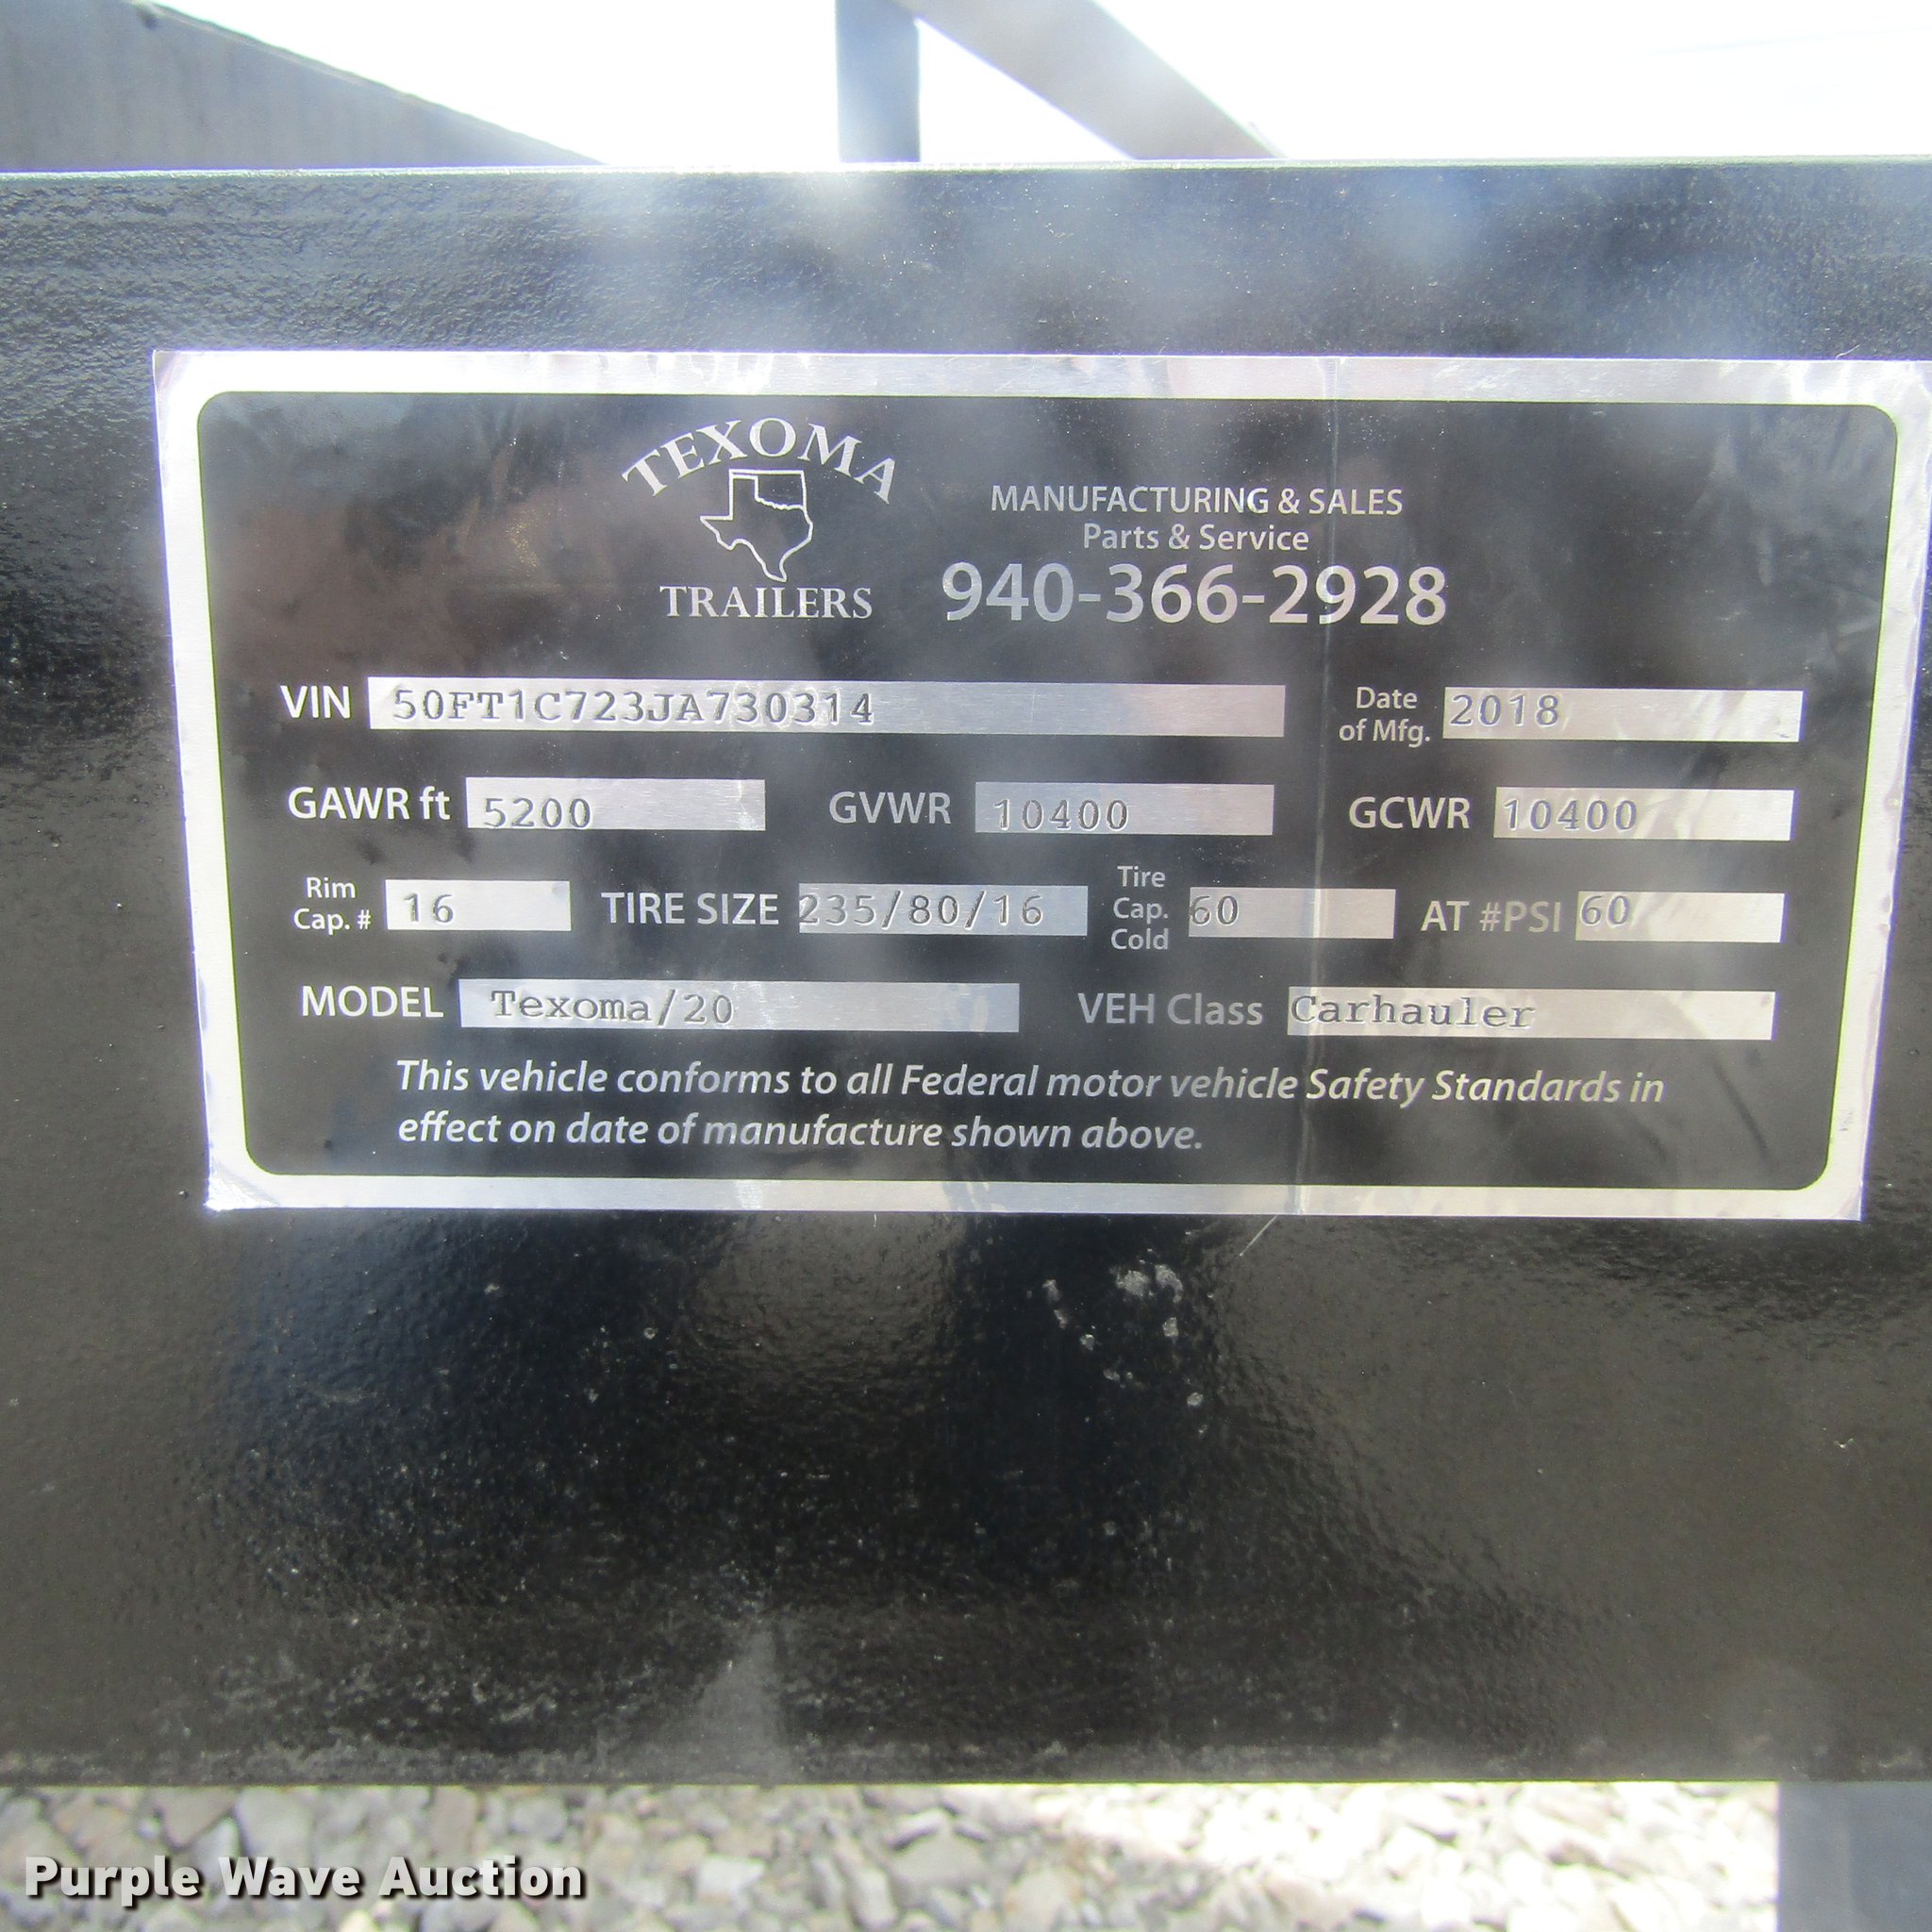 TEXOMA
TRAILERS
MANUFACTURING & SALES
Parts & Service
940-366-2928
VIN 50FT1C723JA730314 Date of Mfg. 2018
GAWR ft 5200 GVWR 10400 GCWR 10400
Rim Cap. # 16 TIRE SIZE 235/80/16 Tire Cap. Cold 60 AT #PSI 60
MODEL Texoma/20 VEH Class Carhauler
This vehicle conforms to all Federal motor vehicle Safety Standards in
effect on date of manufacture shown above.
Purple Wave Auction